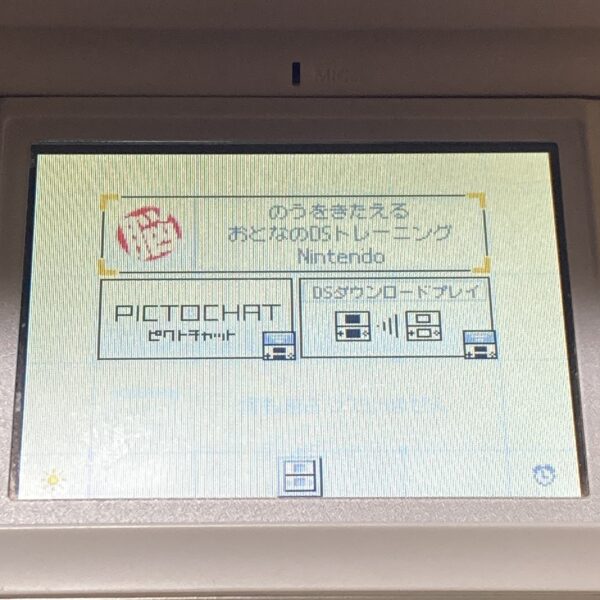 MIC.
脳
のうをきたえる
おとなのDSトレーニング
Nintendo
PICTOCHAT
ピクトチャット
DSダウンロードプレイ